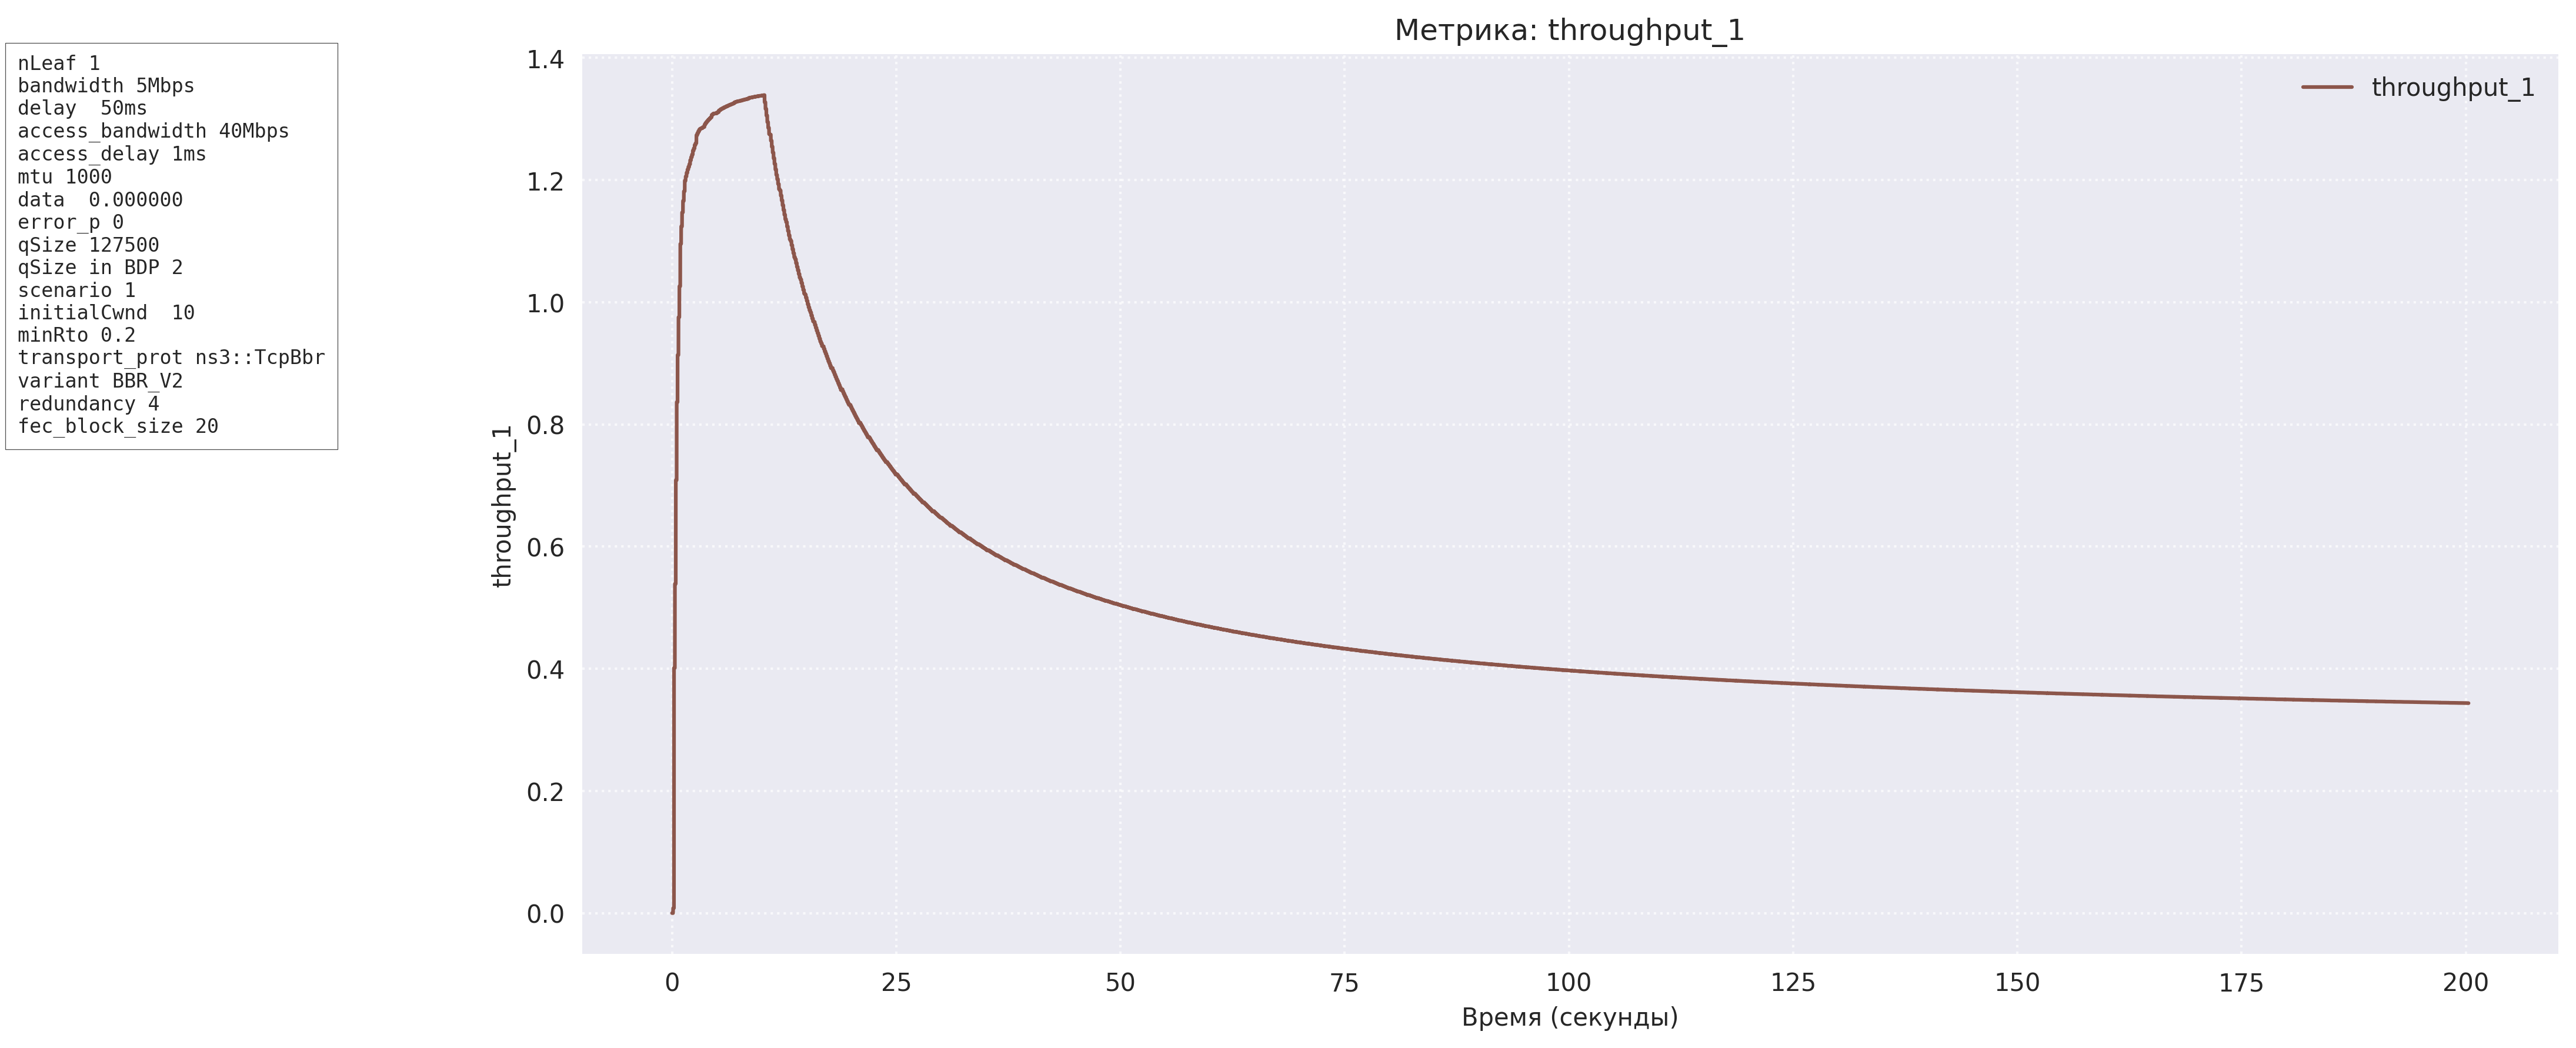 Метрика: throughput_1
nLeaf 1
bandwidth 5Mbps
delay  50ms
access_bandwidth 40Mbps
access_delay 1ms
mtu 1000
data  0.000000
error_p 0
qSize 127500
qSize in BDP 2
scenario 1
initialCwnd  10
minRto 0.2
transport_prot ns3::TcpBbr
variant BBR_V2
redundancy 4
fec_block_size 20
throughput_1
1.4
1.2
1.0
0.8
0.6
0.4
0.2
0.0
throughput_1
0
25
50
75
100
125
150
175
200
Время (секунды)